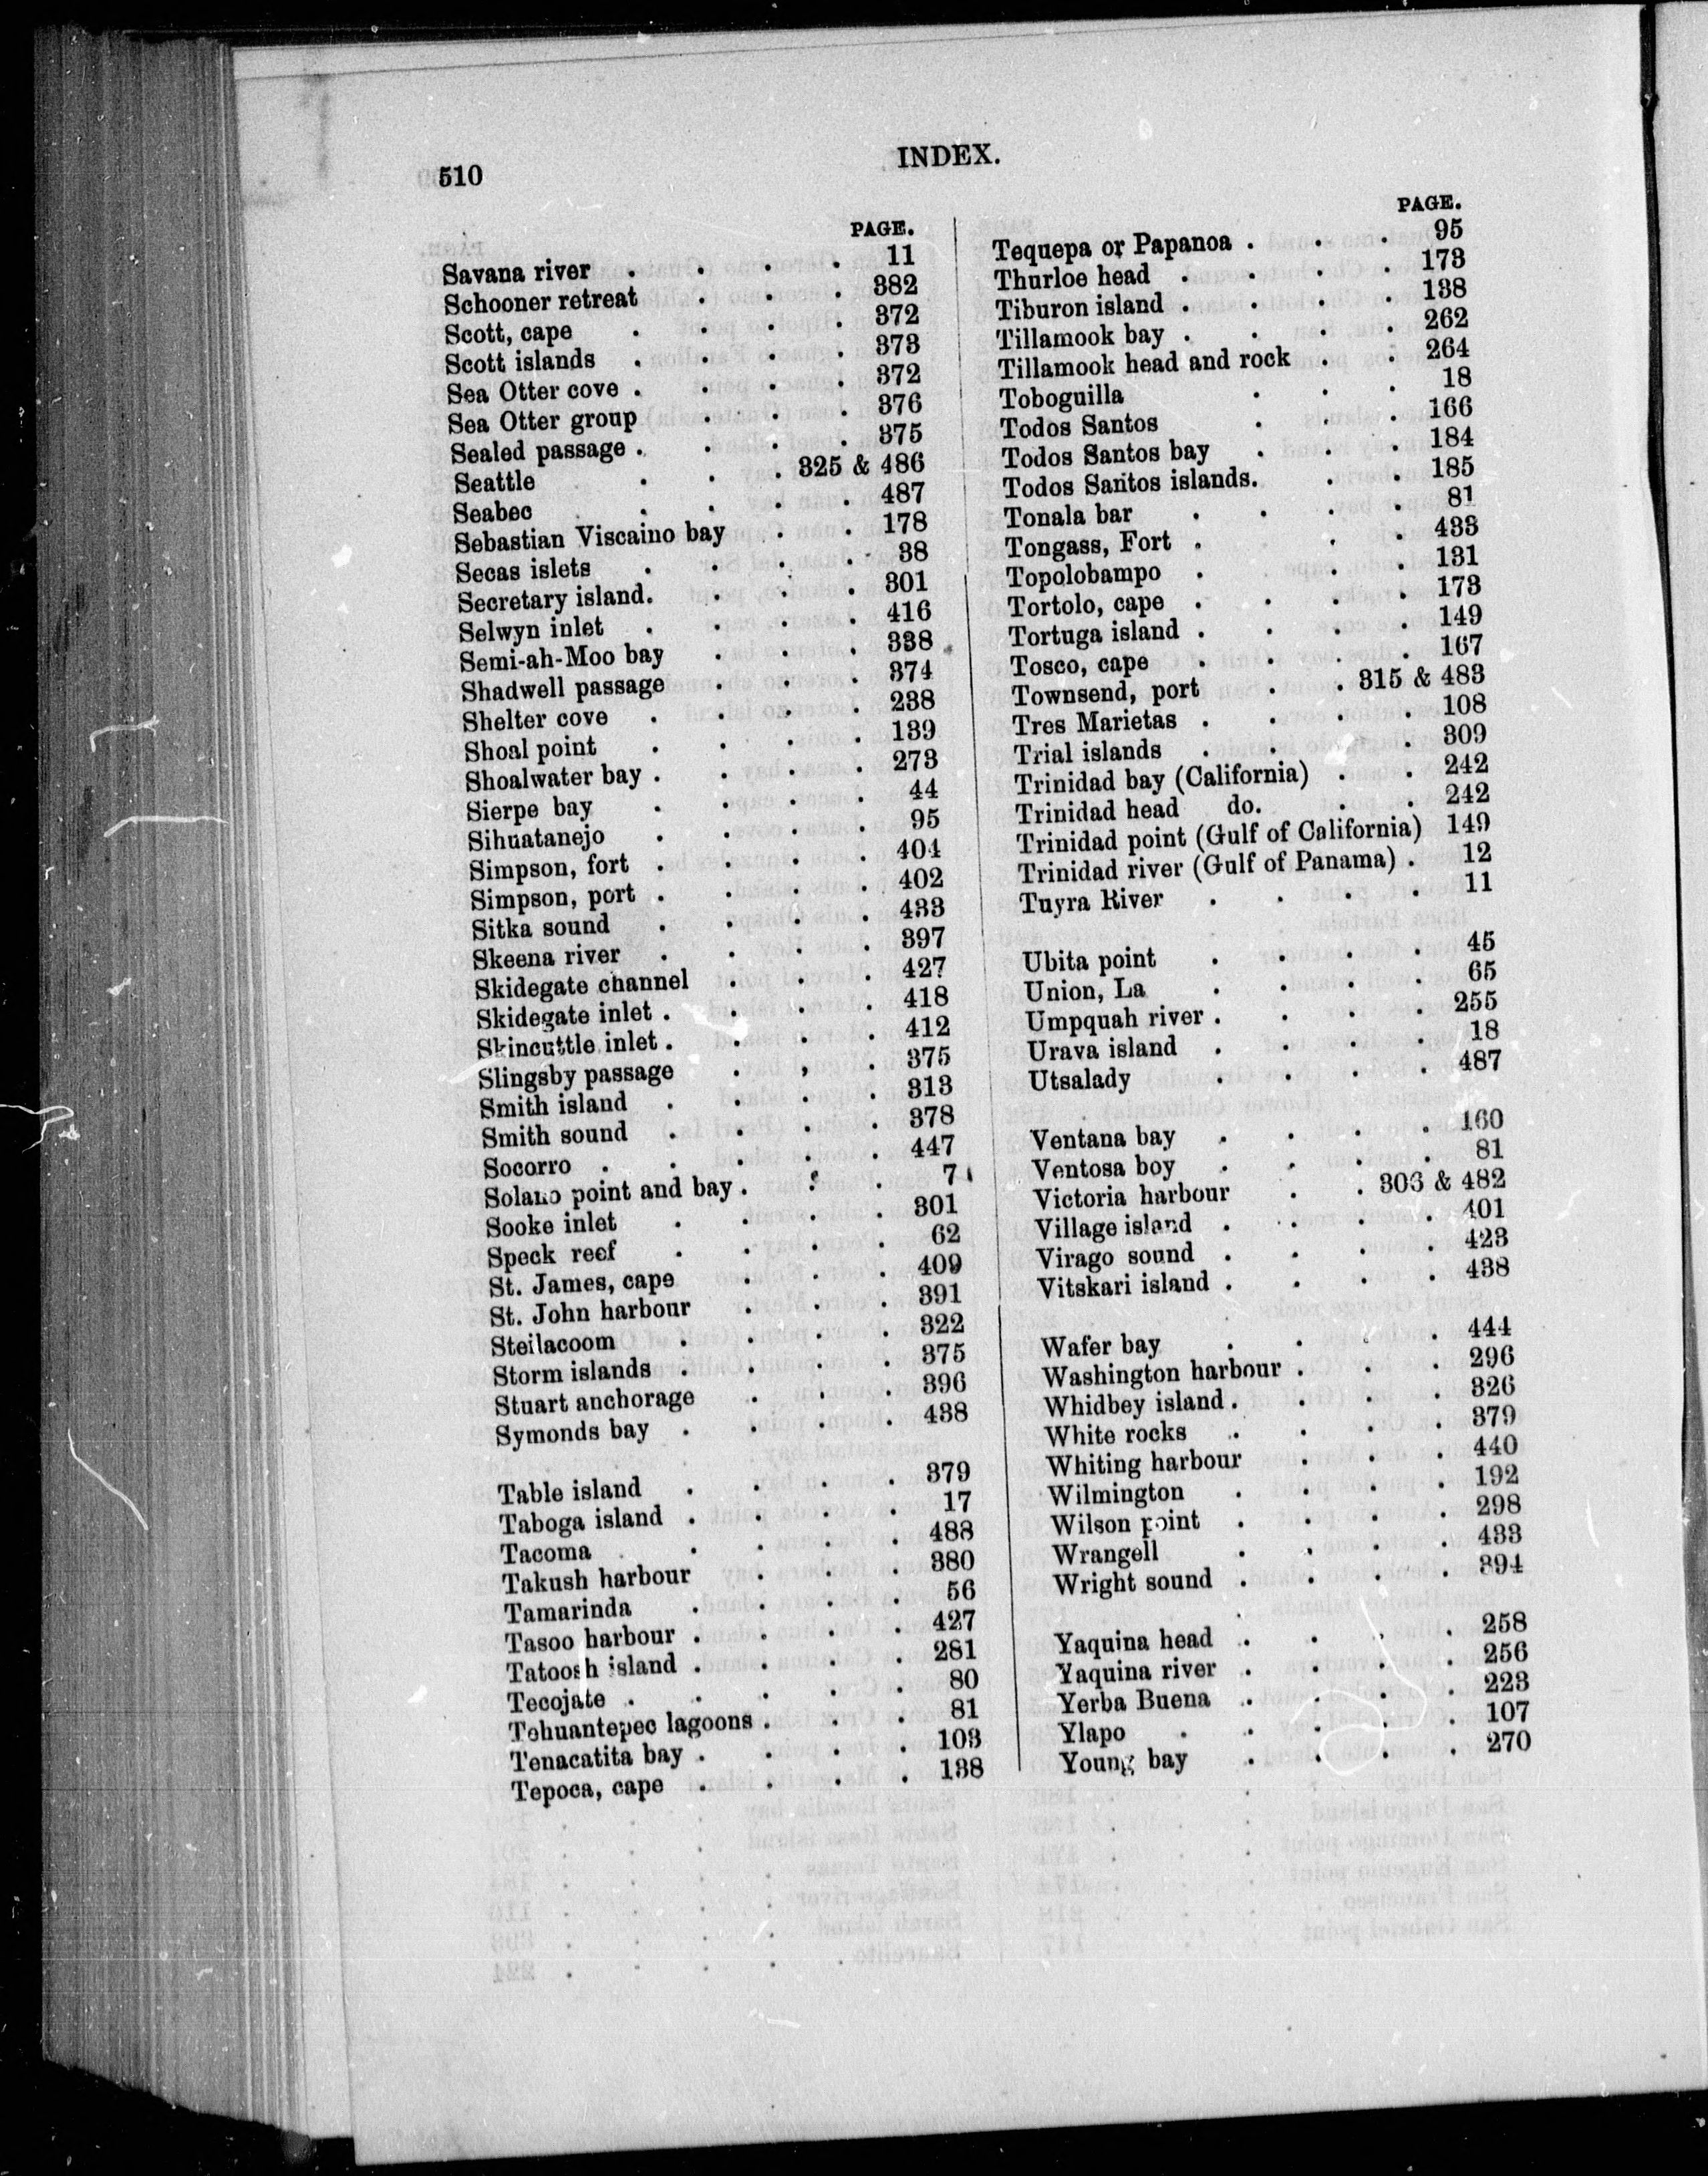 510
INDEX.
PAGE.
Savana river . . . . 11
Schooner retreat . . . 382
Scott, cape . . . . 372
Scott islands . . . . 373
Sea Otter cove . . . . 372
Sea Otter group . . . 376
Sealed passage . . . . 375
Seattle . . . 325 & 486
Seabec . . . . 487
Sebastian Viscaino bay . . 178
Secas islets . . . . 38
Secretary island. . . . 301
Selwyn inlet . . . . 416
Semi-ah-Moo bay . . . 338
Shadwell passage . . . 374
Shelter cove . . . . 238
Shoal point . . . . 139
Shoalwater bay . . . . 273
Sierpe bay . . . . 44
Sihuatanejo . . . . 95
Simpson, fort . . . . 404
Simpson, port . . . . 402
Sitka sound . . . . 433
Skeena river . . . . 397
Skidegate channel . . . 427
Skidegate inlet . . . . 418
Skincuttle inlet . . . . 412
Slingsby passage . . . 375
Smith island . . . . 313
Smith sound . . . . 378
Socorro . . . . . 447
Solano point and bay . . . 7
Sooke inlet . . . . 301
Speck reef . . . . 62
St. James, cape . . . 409
St. John harbour . . . 391
Steilacoom . . . . 322
Storm islands . . . . 375
Stuart anchorage . . . 396
Symonds bay . . . . 438
Table island . . . . 379
Taboga island . . . . 17
Tacoma . . . . 488
Takush harbour . . . 380
Tamarinda . . . . 56
Tasoo harbour . . . . 427
Tatoosh island . . . . 281
Tecojate . . . . . 80
Tehuantepec lagoons . . . 81
Tenacatita bay . . . . 103
Tepoca, cape . . . . 138
PAGE.
Tequepa or Papanoa . . . 95
Thurloe head . . . . 173
Tiburon island . . . . 138
Tillamook bay . . . . 262
Tillamook head and rock . . 264
Toboguilla . . . 18
Todos Santos . . . 166
Todos Santos bay . . . 184
Todos Santos islands. . . 185
Tonala bar . . . . 81
Tongass, Fort . . . . 433
Topolobampo . . . . 131
Tortolo, cape . . . . 173
Tortuga island . . . . 149
Tosco, cape . . . . 167
Townsend, port . . 315 & 483
Tres Marietas . . . . 108
Trial islands . . . . 309
Trinidad bay (California) . . 242
Trinidad head do. . . . 242
Trinidad point (Gulf of California) 149
Trinidad river (Gulf of Panama) . 12
Tuyra River . . . . 11
Ubita point . . . . 45
Union, La . . . . 65
Umpquah river . . . . 255
Urava island . . . . 18
Utsalady . . . . 487
Ventana bay . . . . 160
Ventosa boy . . . . 81
Victoria harbour . . 303 & 482
Village island . . . . 401
Virago sound . . . . 423
Vitskari island . . . . 438
Wafer bay . . . . 444
Washington harbour . . . 296
Whidbey island . . . . 326
White rocks . . . . 379
Whiting harbour . . . 440
Wilmington . . . . 192
Wilson point . . . . 298
Wrangell . . . . 433
Wright sound . . . . 394
Yaquina head . . . . 258
Yaquina river . . . . 256
Yerba Buena . . . . 223
Ylapo . . . . . 107
Young bay . . . . 270